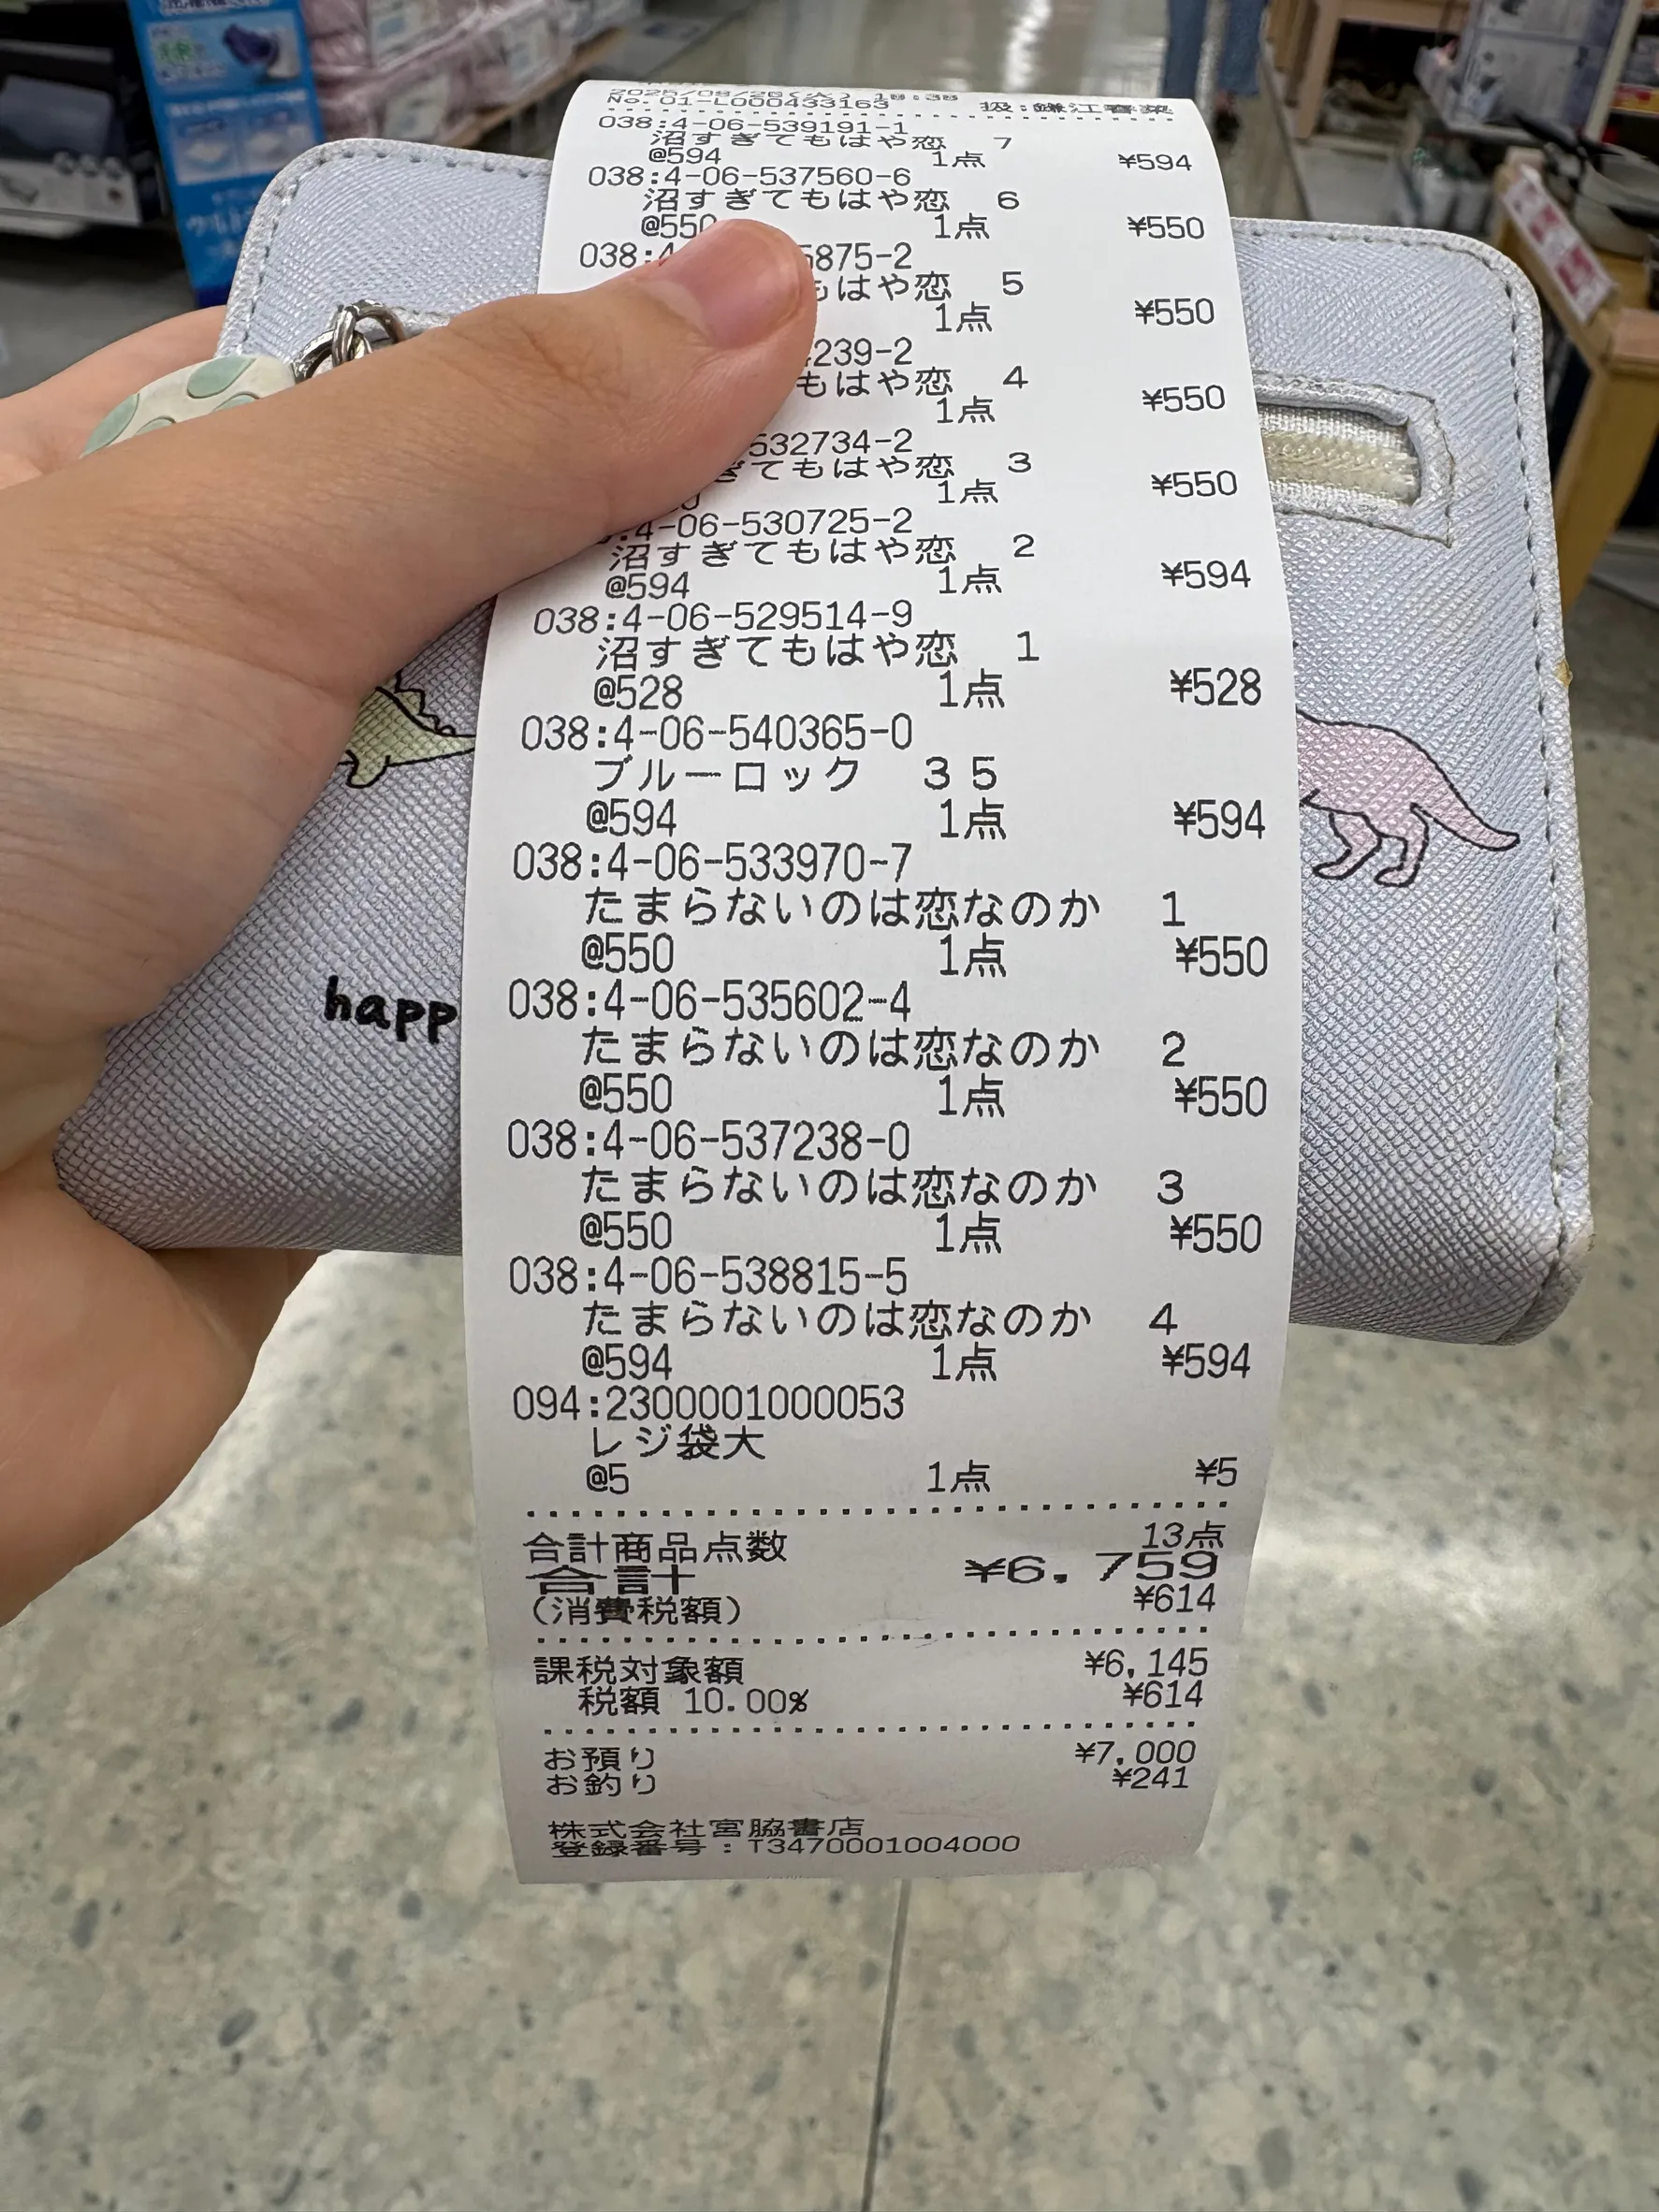 No. 01-L000433163 扱:鎌江春菜
038:4-06-539191-1
沼すぎてもはや恋 7
@594 1点 ¥594
038:4-06-537560-6
沼すぎてもはや恋 6
@550 1点 ¥550
038:4 5875-2
もはや恋 5
1点 ¥550
239-2
もはや恋 4
1点 ¥550
532734-2
ぎてもはや恋 3
1点 ¥550
4-06-530725-2
沼すぎてもはや恋 2
@594 1点 ¥594
038:4-06-529514-9
沼すぎてもはや恋 1
@528 1点 ¥528
038:4-06-540365-0
ブルーロック 35
@594 1点 ¥594
038:4-06-533970-7
たまらないのは恋なのか 1
@550 1点 ¥550
038:4-06-535602-4
たまらないのは恋なのか 2
@550 1点 ¥550
038:4-06-537238-0
たまらないのは恋なのか 3
@550 1点 ¥550
038:4-06-538815-5
たまらないのは恋なのか 4
@594 1点 ¥594
094:2300001000053
レジ袋大
@5 1点 ¥5
合計商品点数 13点
合計 ¥6,759
(消費税額) ¥614
課税対象額 ¥6,145
税額 10.00% ¥614
お預り ¥7,000
お釣り ¥241
株式会社宮脇書店
登録番号:T3470001004000
happ